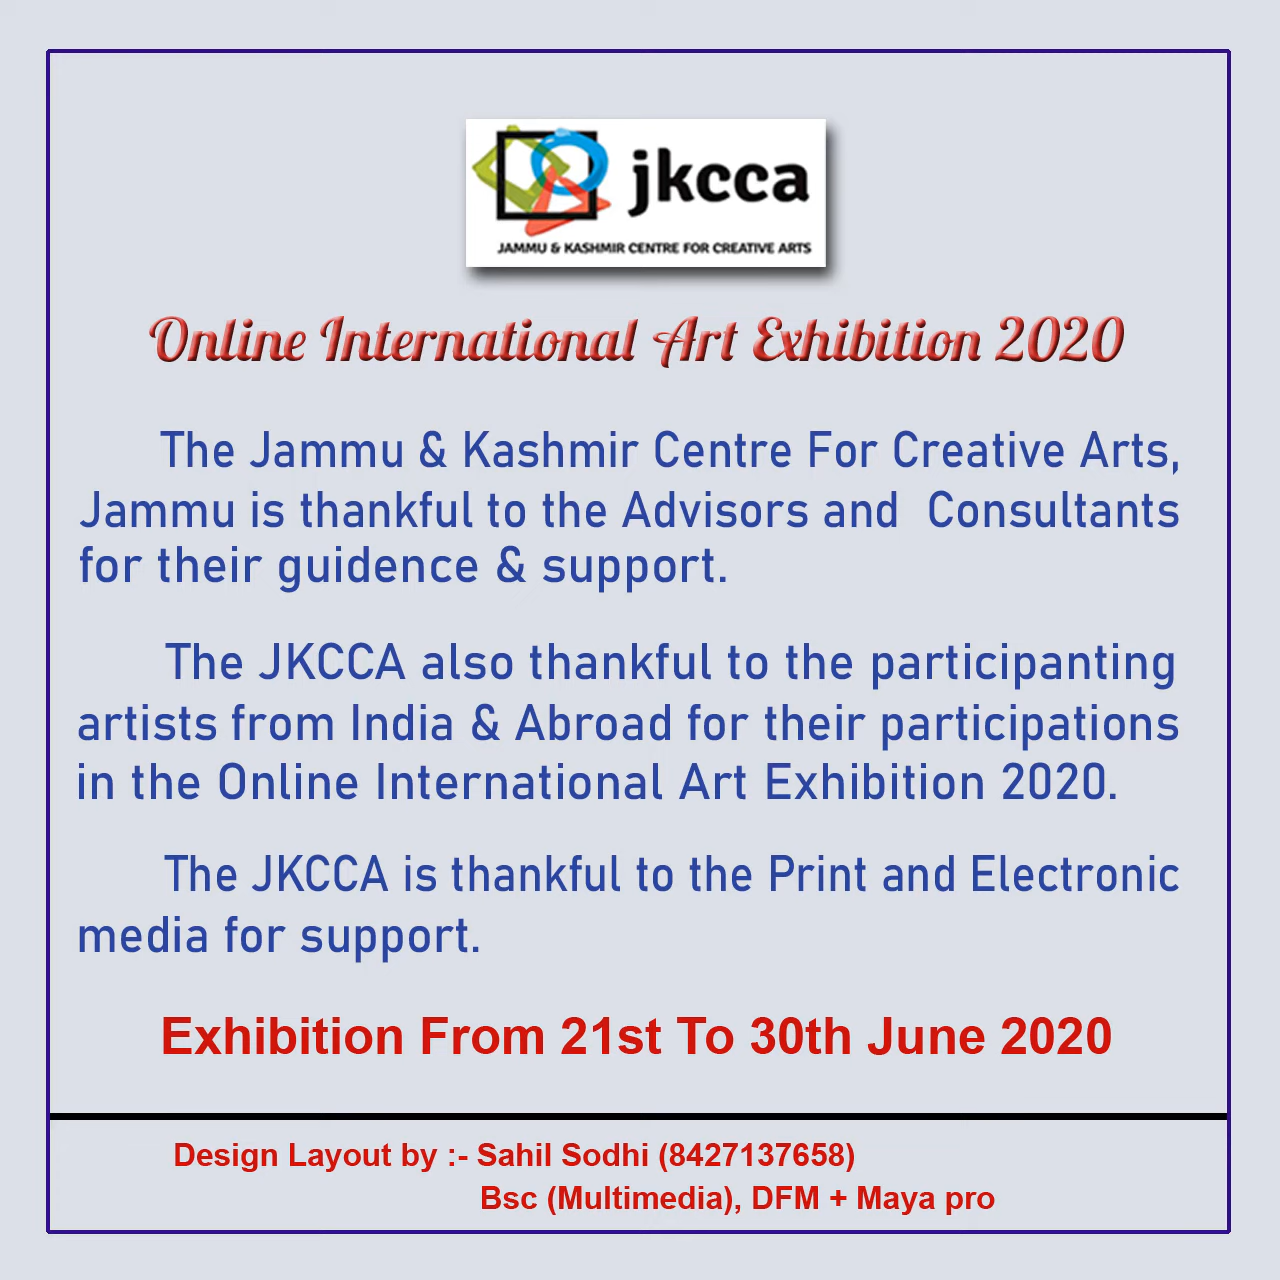 jkcca
JAMMU & KASHMIR CENTRE FOR CREATIVE ARTS
Online International Art Exhibition 2020
The Jammu & Kashmir Centre For Creative Arts,
Jammu is thankful to the Advisors and Consultants
for their guidence & support.
The JKCCA also thankful to the participanting
artists from India & Abroad for their participations
in the Online International Art Exhibition 2020.
The JKCCA is thankful to the Print and Electronic
media for support.
Exhibition From 21st To 30th June 2020
Design Layout by :- Sahil Sodhi (8427137658)
Bsc (Multimedia), DFM + Maya pro